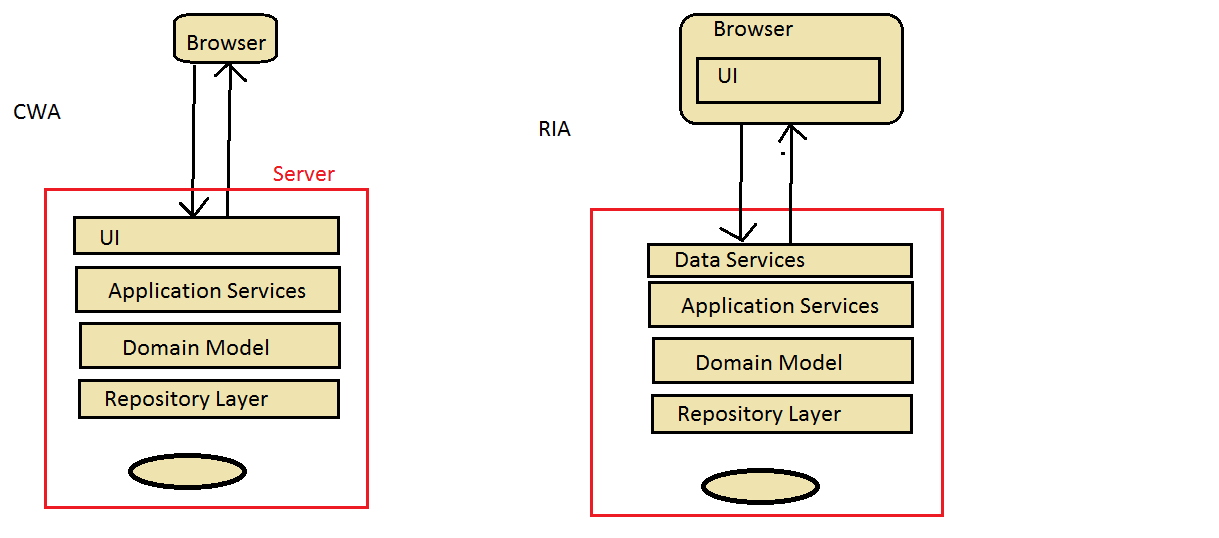 Browser
CWA
Server
UI
Application Services
Domain Model
Repository Layer
Browser
UI
RIA
Data Services
Application Services
Domain Model
Repository Layer